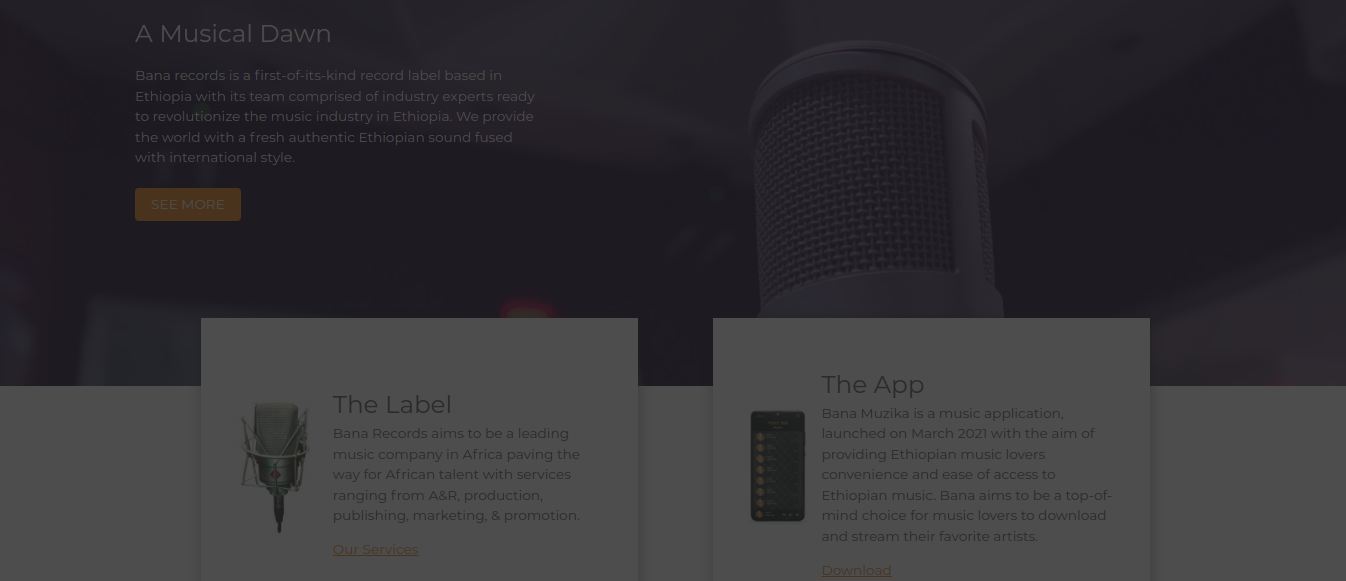 A Musical Dawn
Bana records is a first-of-its-kind record label based in
Ethiopia with its team comprised of industry experts ready
to revolutionize the music industry in Ethiopia. We provide
the world with a fresh authentic Ethiopian sound fused
with international style.
SEE MORE
The Label
Bana Records aims to be a leading
music company in Africa paving the
way for African talent with services
ranging from A&R, production,
publishing, marketing, & promotion.
Our Services
The App
Bana Muzika is a music application,
launched on March 2021 with the aim of
providing Ethiopian music lovers
convenience and ease of access to
Ethiopian music. Bana aims to be a top-of-
mind choice for music lovers to download
and stream their favorite artists.
Download